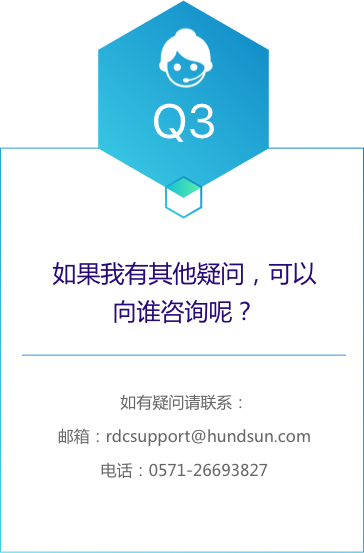 Q3
如果我有其他疑问，可以
向谁咨询呢？
如有疑问请联系：
邮箱：rdcsupport@hundsun.com
电话：0571-26693827